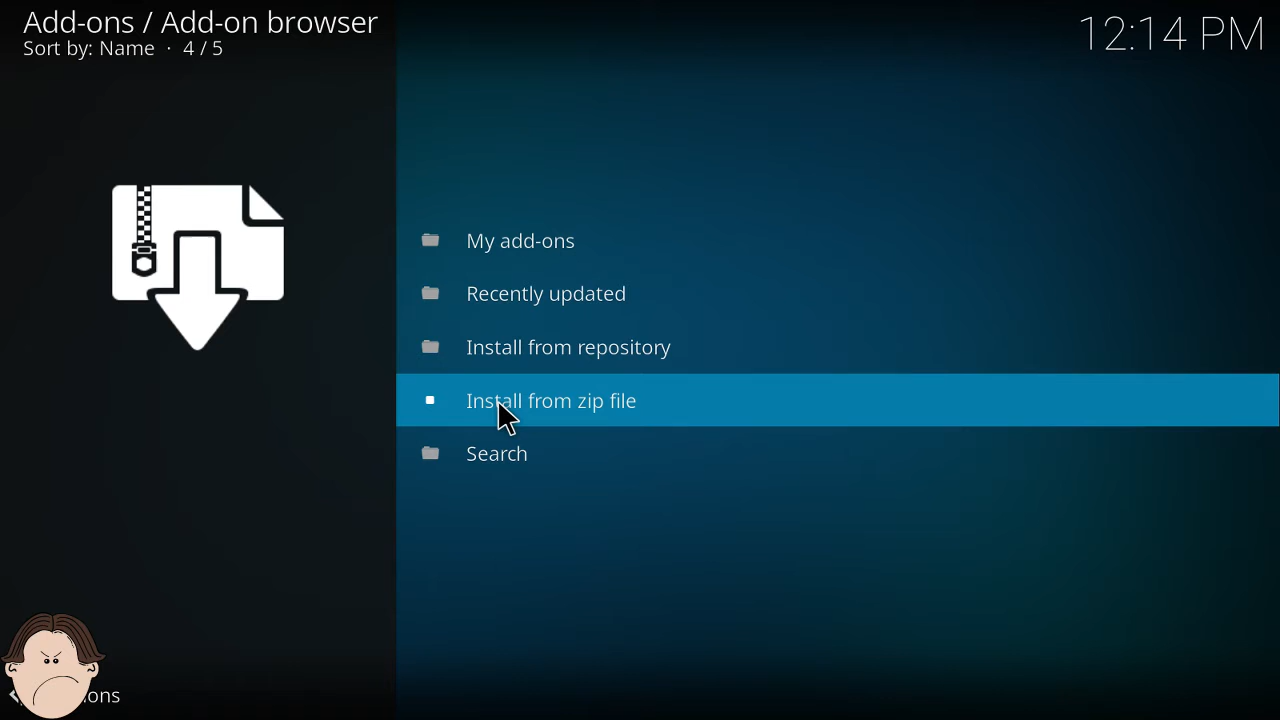 Add-ons / Add-on browser
Sort by: Name · 4 / 5
12:14 PM
My add-ons
Recently updated
Install from repository
Install from zip file
Search